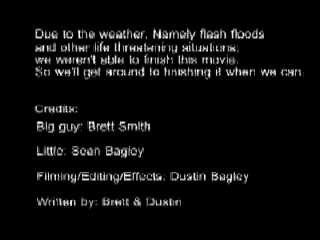 Due to the weather. Namely flash floods
and other life threatening situations;
we weren't able to finish this movie.
So we'll get around to finishing it when we can.
Credits:
Big guy: Brett Smith
Little: Sean Bagley
Filming/Editing/Effects: Dustin Bagley
Written by: Brett & Dustin